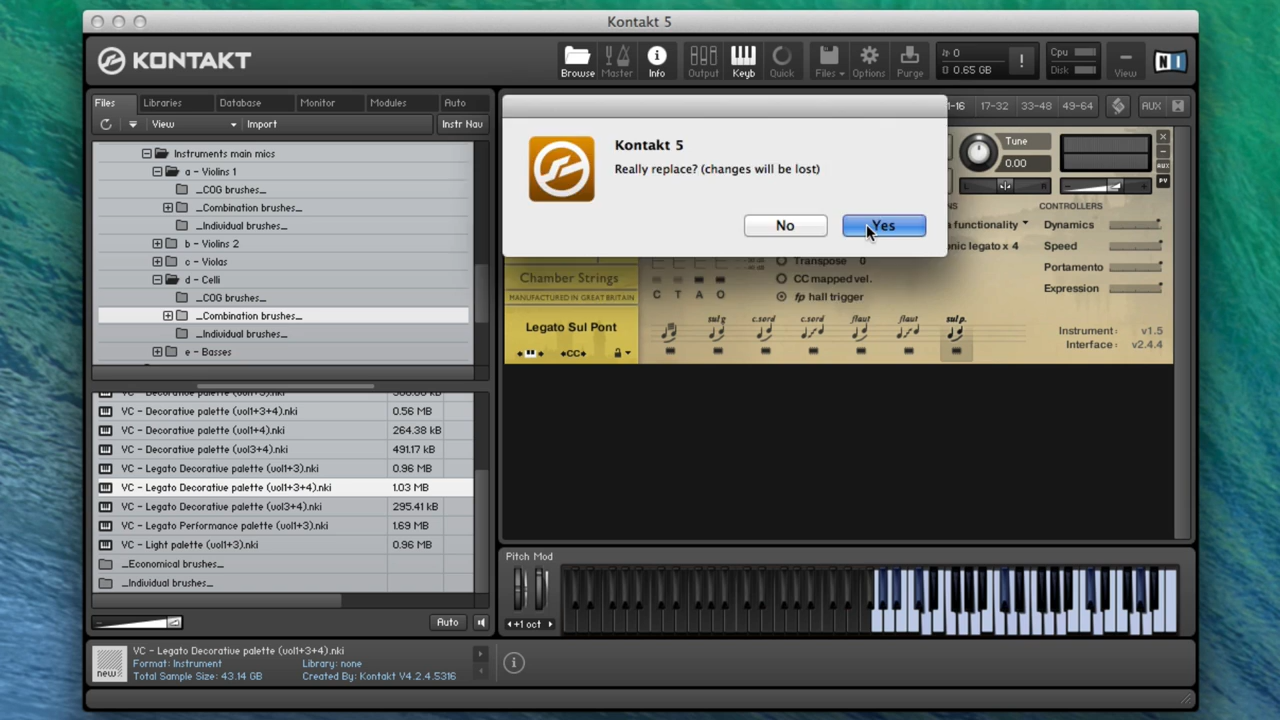 Kontakt 5
KONTAKT
Browse Master Info Output Keyb Quick Files Options Purge 0 0.65 GB ! Cpu Disk View NI
Files Libraries Database Monitor Modules Auto
View Import Instr Nav
Instruments main mics
a - Violins 1
_COG brushes_
_Combination brushes_
_Individual brushes_
b - Violins 2
c - Violas
d - Celli
_COG brushes_
_Combination brushes_
_Individual brushes_
e - Basses
VC - Decorative palette (vol1+3+4).nki 0.56 MB
VC - Decorative palette (vol1+4).nki 264.38 kB
VC - Decorative palette (vol3+4).nki 491.17 kB
VC - Legato Decorative palette (vol1+3).nki 0.96 MB
VC - Legato Decorative palette (vol1+3+4).nki 1.03 MB
VC - Legato Decorative palette (vol3+4).nki 295.41 kB
VC - Legato Performance palette (vol1+3).nki 1.69 MB
VC - Light palette (vol1+3).nki 0.96 MB
_Economical brushes_
_Individual brushes_
Auto
new
VC - Legato Decorative palette (vol1+3+4).nki
Format: Instrument Library: none
Total Sample Size: 43.14 GB Created By: Kontakt V4.2.4.5316
-16 17-32 33-48 49-64 AUX
Kontakt 5
Really replace? (changes will be lost)
No Yes
Tune
0.00
L R
AUX
PV
CONTROLLERS
a functionality Dynamics
nic legato x 4 Speed
Portamento
Expression
Chamber Strings
MANUFACTURED IN GREAT BRITAIN
Transpose 0
CC mapped vel.
C T A O fp hall trigger
Legato Sul Pont
CC
sul g c.sord c.sord flaut flaut sul p.
Instrument: v1.5
Interface: v2.4.4
Pitch Mod
+1 oct